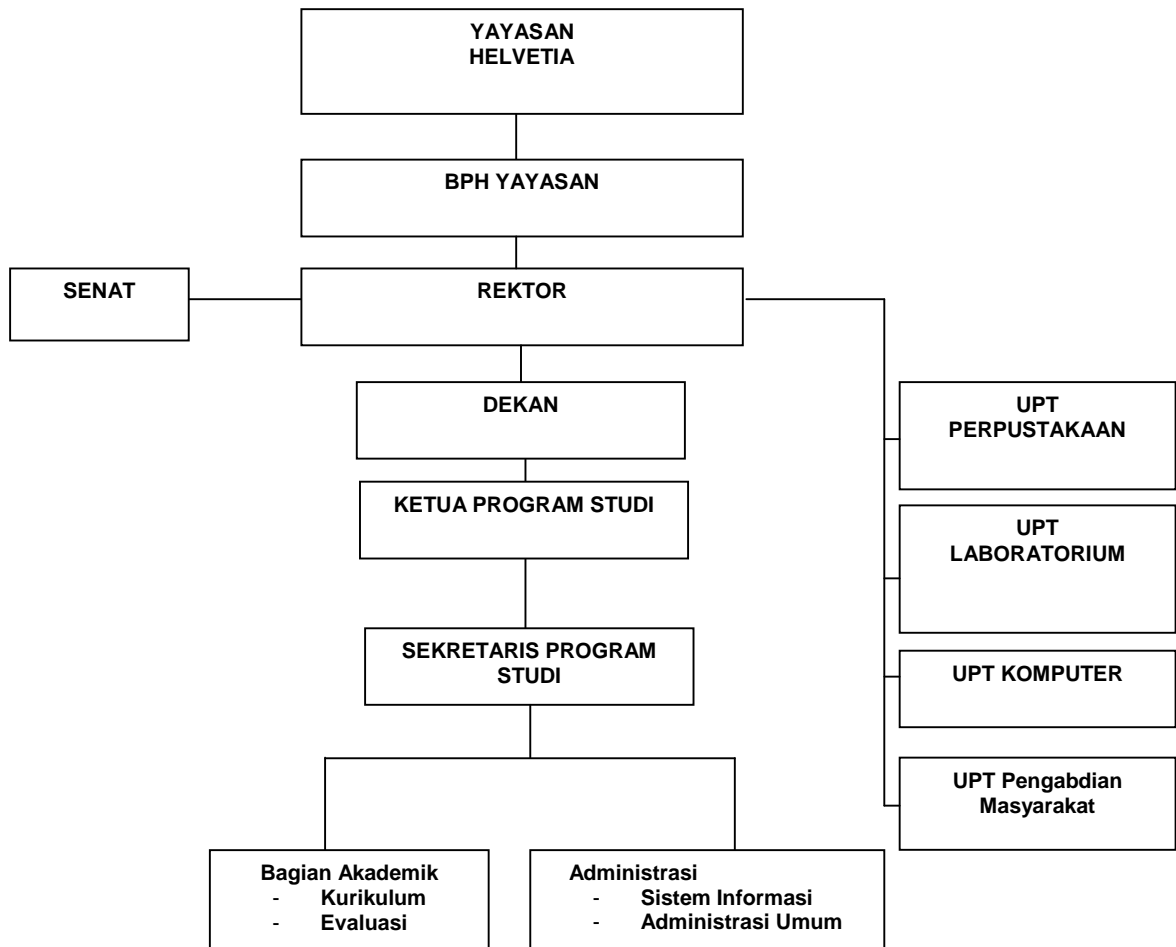 YAYASAN
HELVETIA
BPH YAYASAN
SENAT
REKTOR
DEKAN
UPT
PERPUSTAKAAN
KETUA PROGRAM STUDI
UPT
LABORATORIUM
SEKRETARIS PROGRAM
STUDI
UPT KOMPUTER
UPT Pengabdian
Masyarakat
Bagian Akademik
- Kurikulum
- Evaluasi
Administrasi
- Sistem Informasi
- Administrasi Umum